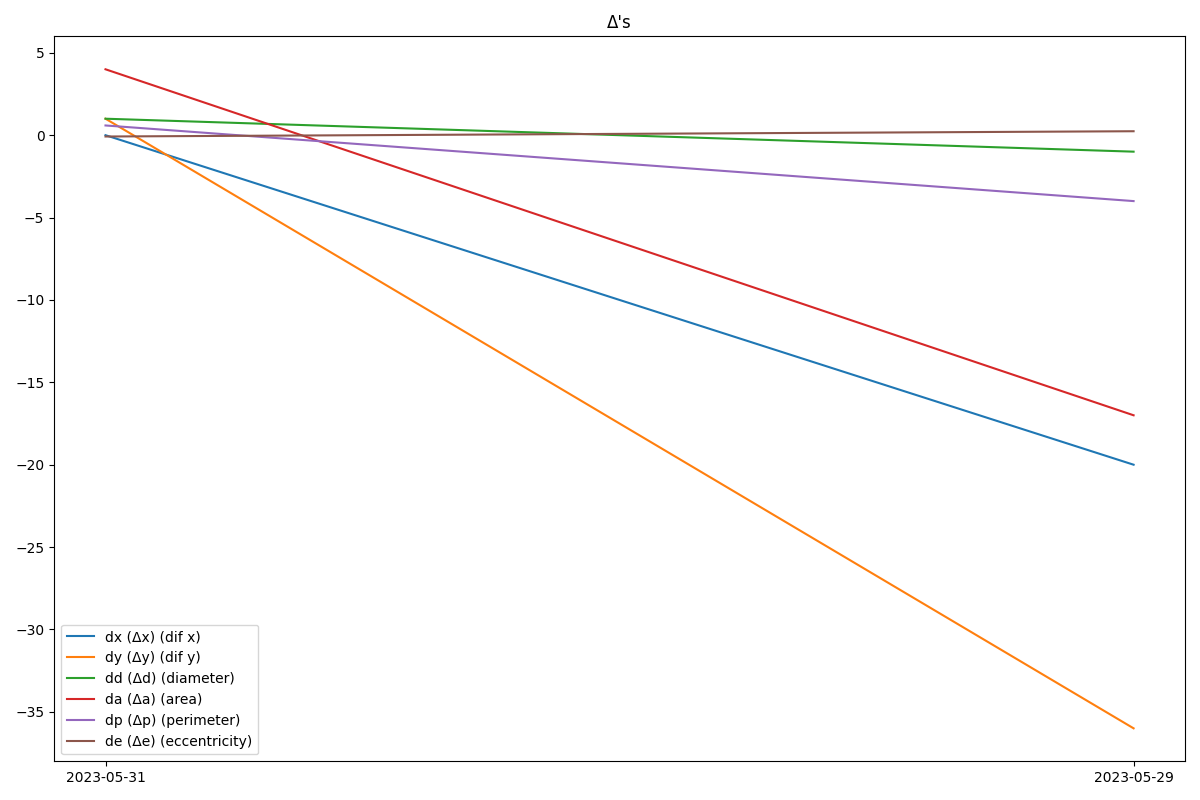 Δ's
5
0
−5
−10
−15
−20
−25
−30
−35
dx (Δx) (dif x)
dy (Δy) (dif y)
dd (Δd) (diameter)
da (Δa) (area)
dp (Δp) (perimeter)
de (Δe) (eccentricity)
2023-05-31 2023-05-29